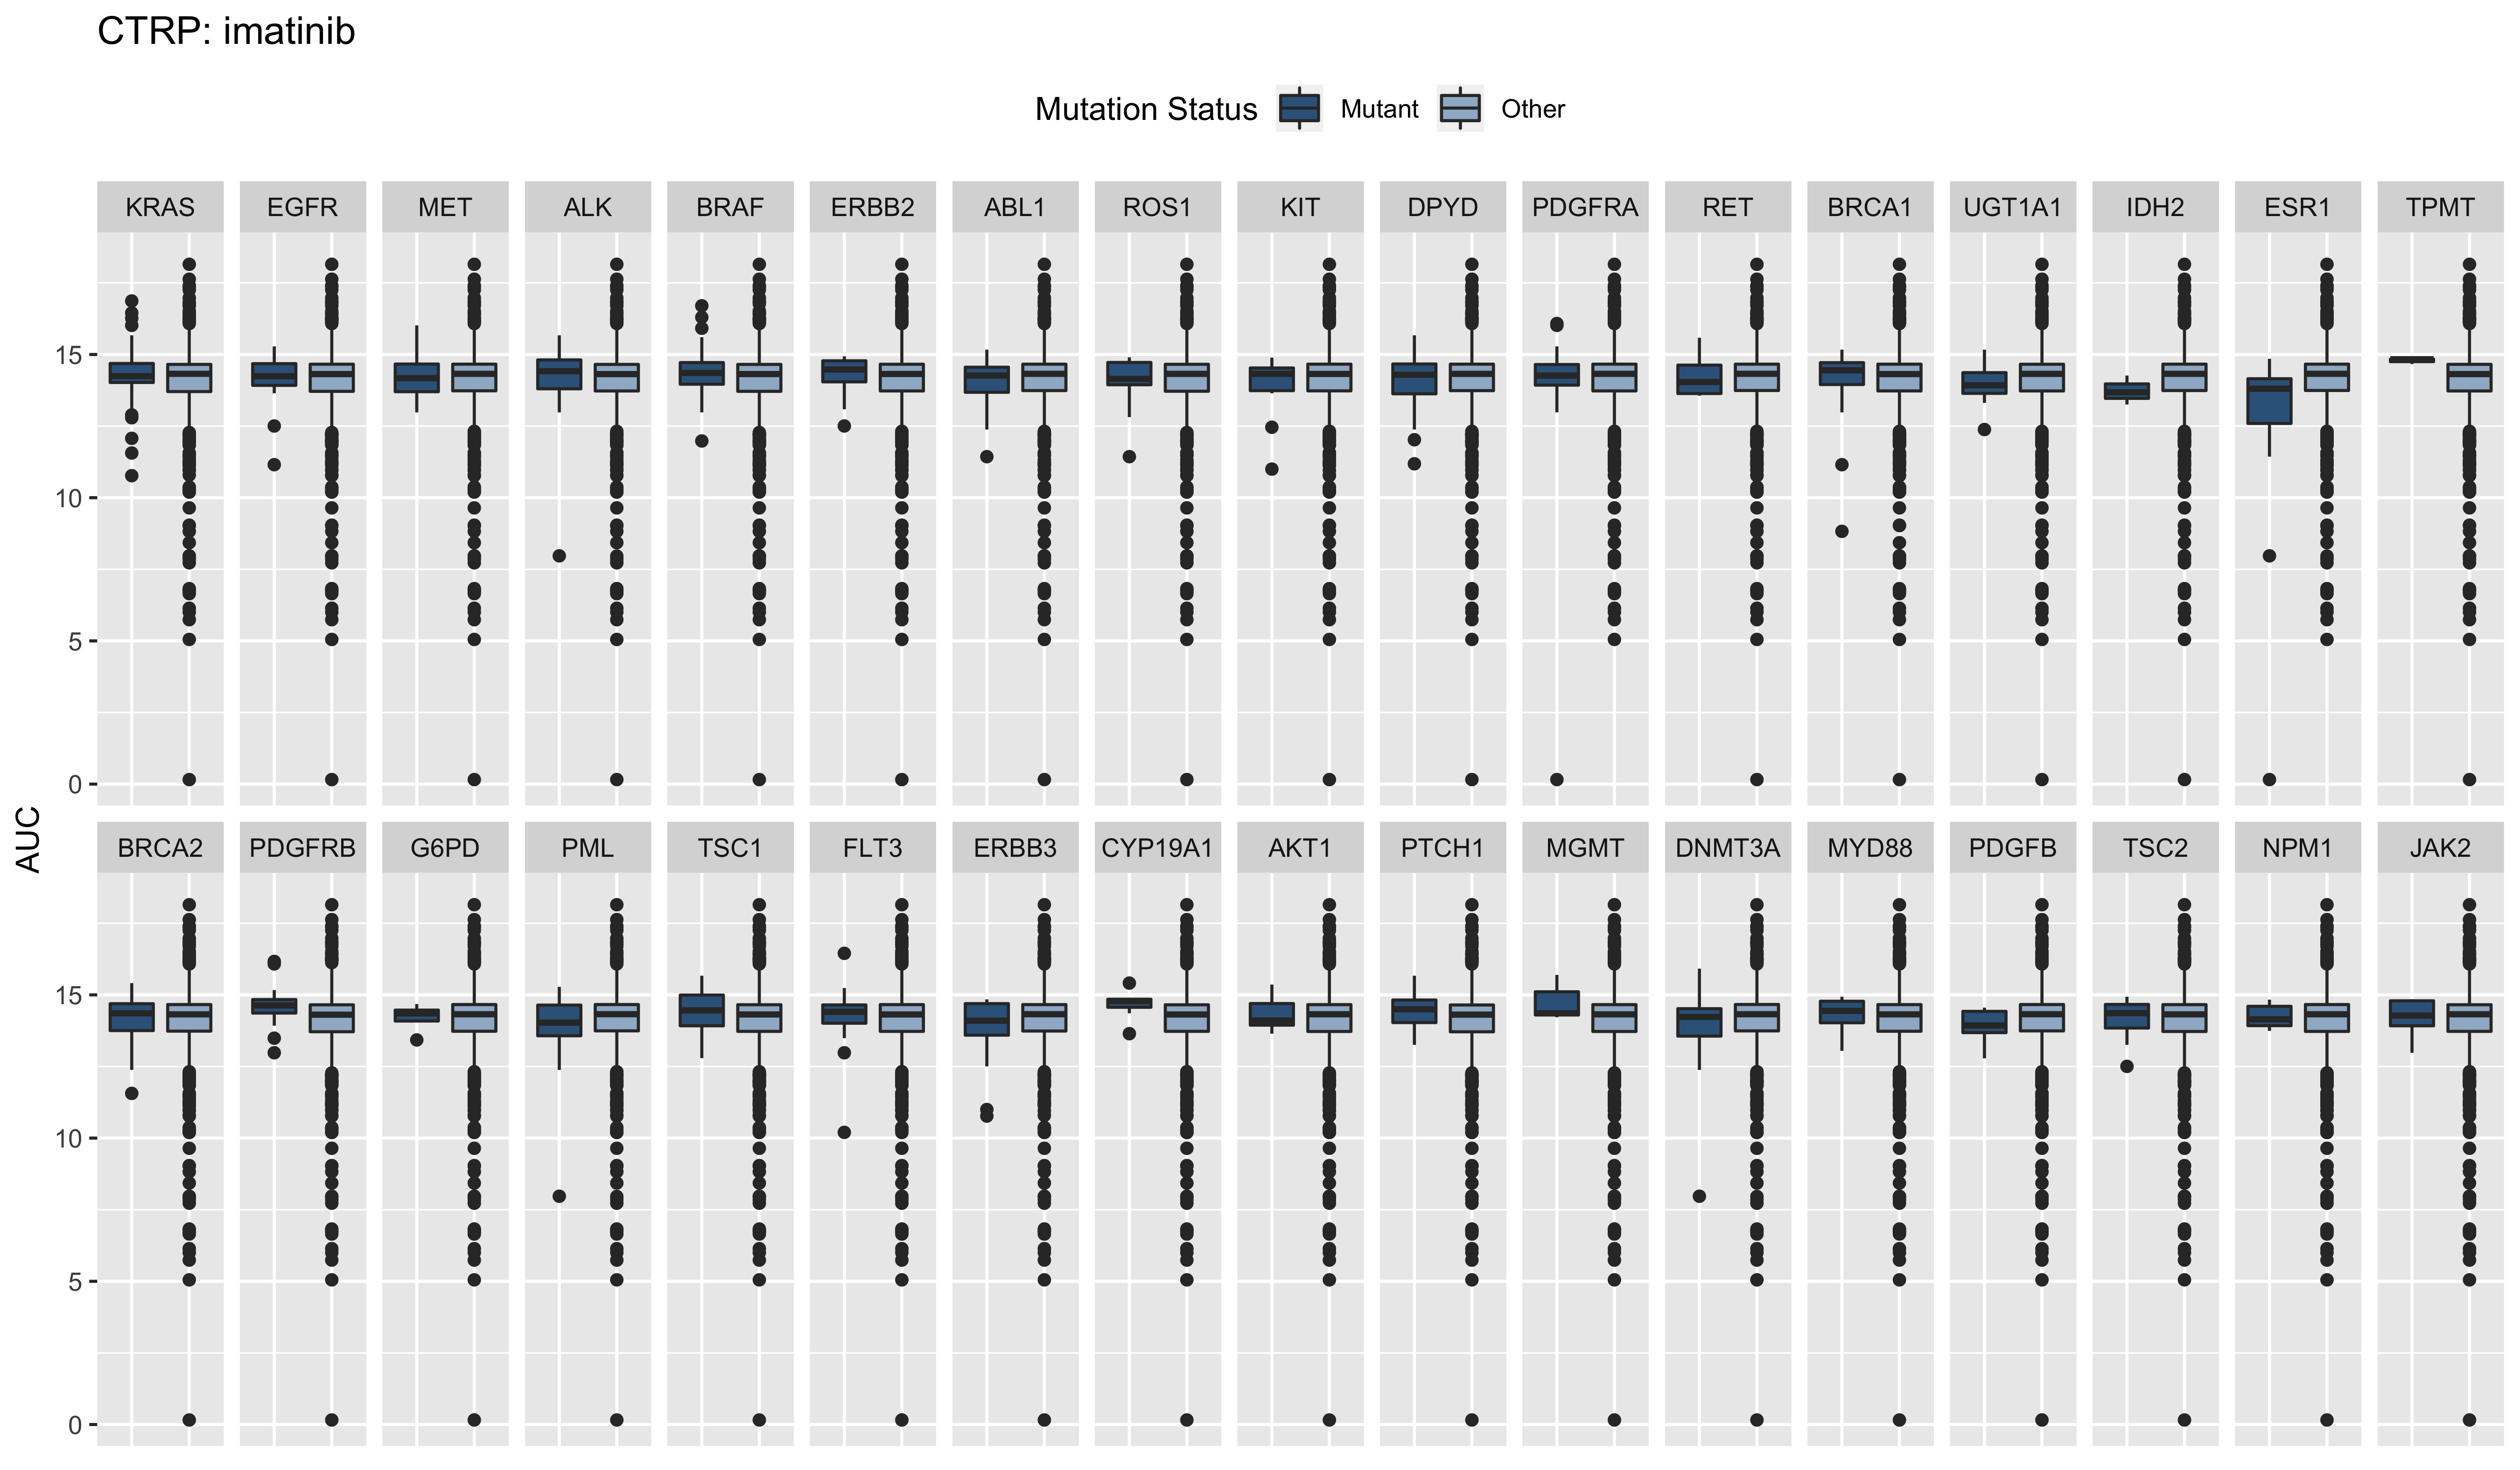 CTRP: imatinib
Mutation Status Mutant Other
KRAS EGFR MET ALK BRAF ERBB2 ABL1 ROS1 KIT DPYD PDGFRA RET BRCA1 UGT1A1 IDH2 ESR1 TPMT
15
10
5
0
AUC
BRCA2 PDGFRB G6PD PML TSC1 FLT3 ERBB3 CYP19A1 AKT1 PTCH1 MGMT DNMT3A MYD88 PDGFB TSC2 NPM1 JAK2
15
10
5
0